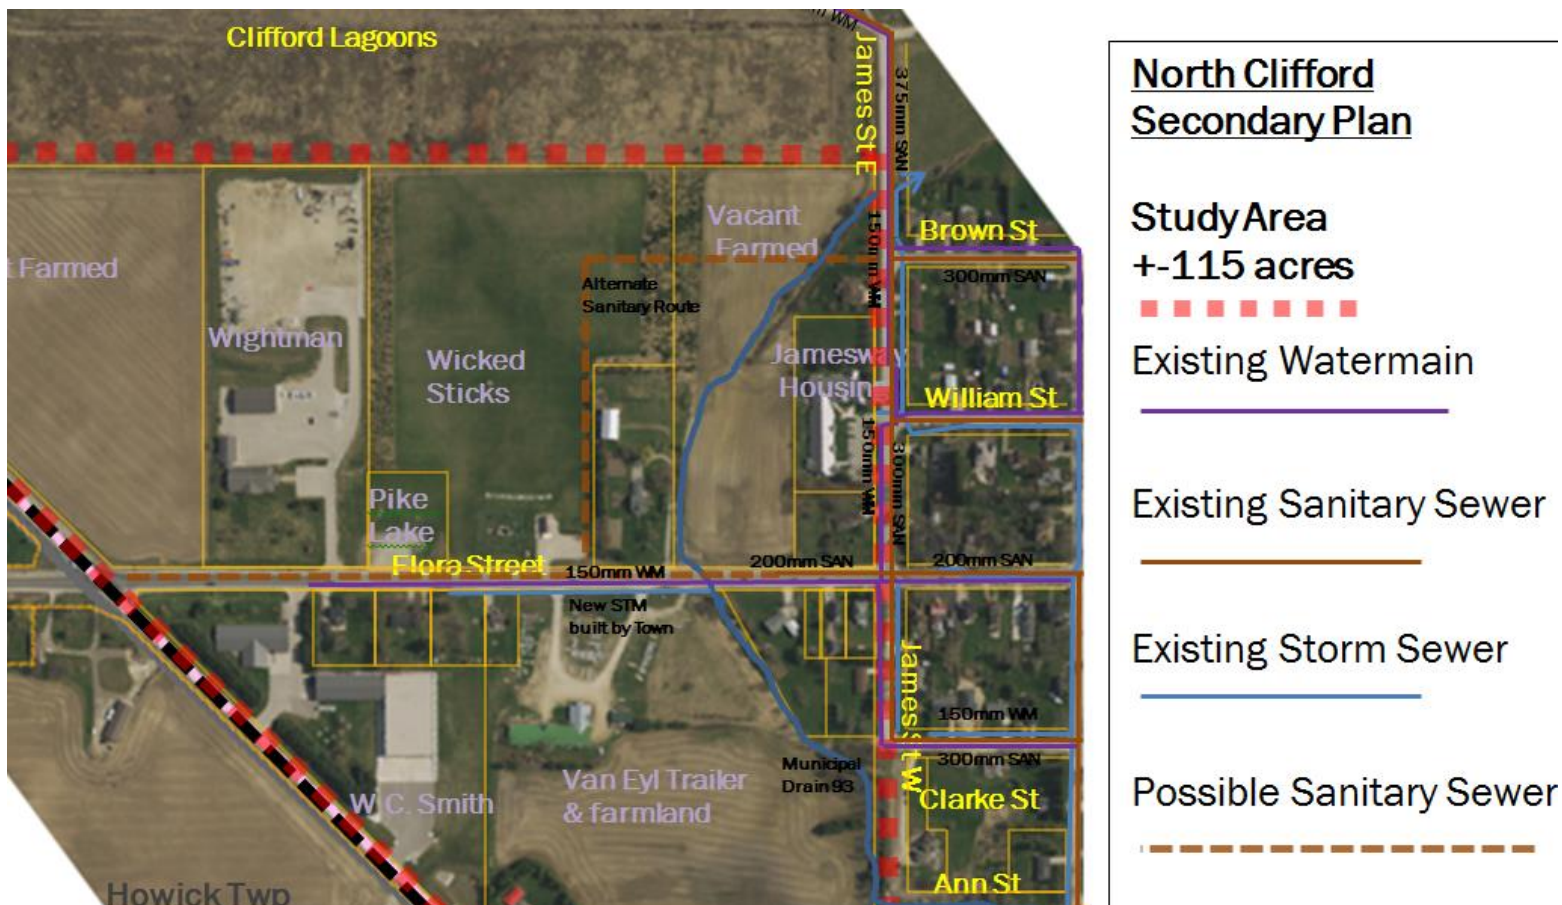 WM
Clifford Lagoons
James St E
375mm SAN
Vacant
Farmed
150mm WM
Brown St
Farmed
300mm SAN
Alternate
Sanitary Route
Wightman
Wicked
Sticks
Jamesway
Housing
William St
150mm WM
300mm SAN
Pike
Lake
Elora Street
150mm WM
200mm SAN
200mm SAN
New STM
built by Town
James St W
150mm WM
Municipal
Drain 93
300mm SAN
Van Eyl Trailer
& farmland
W.C. Smith
Clarke St
Ann St
Howick Twp
North Clifford
Secondary Plan
Study Area
+-115 acres
Existing Watermain
Existing Sanitary Sewer
Existing Storm Sewer
Possible Sanitary Sewer